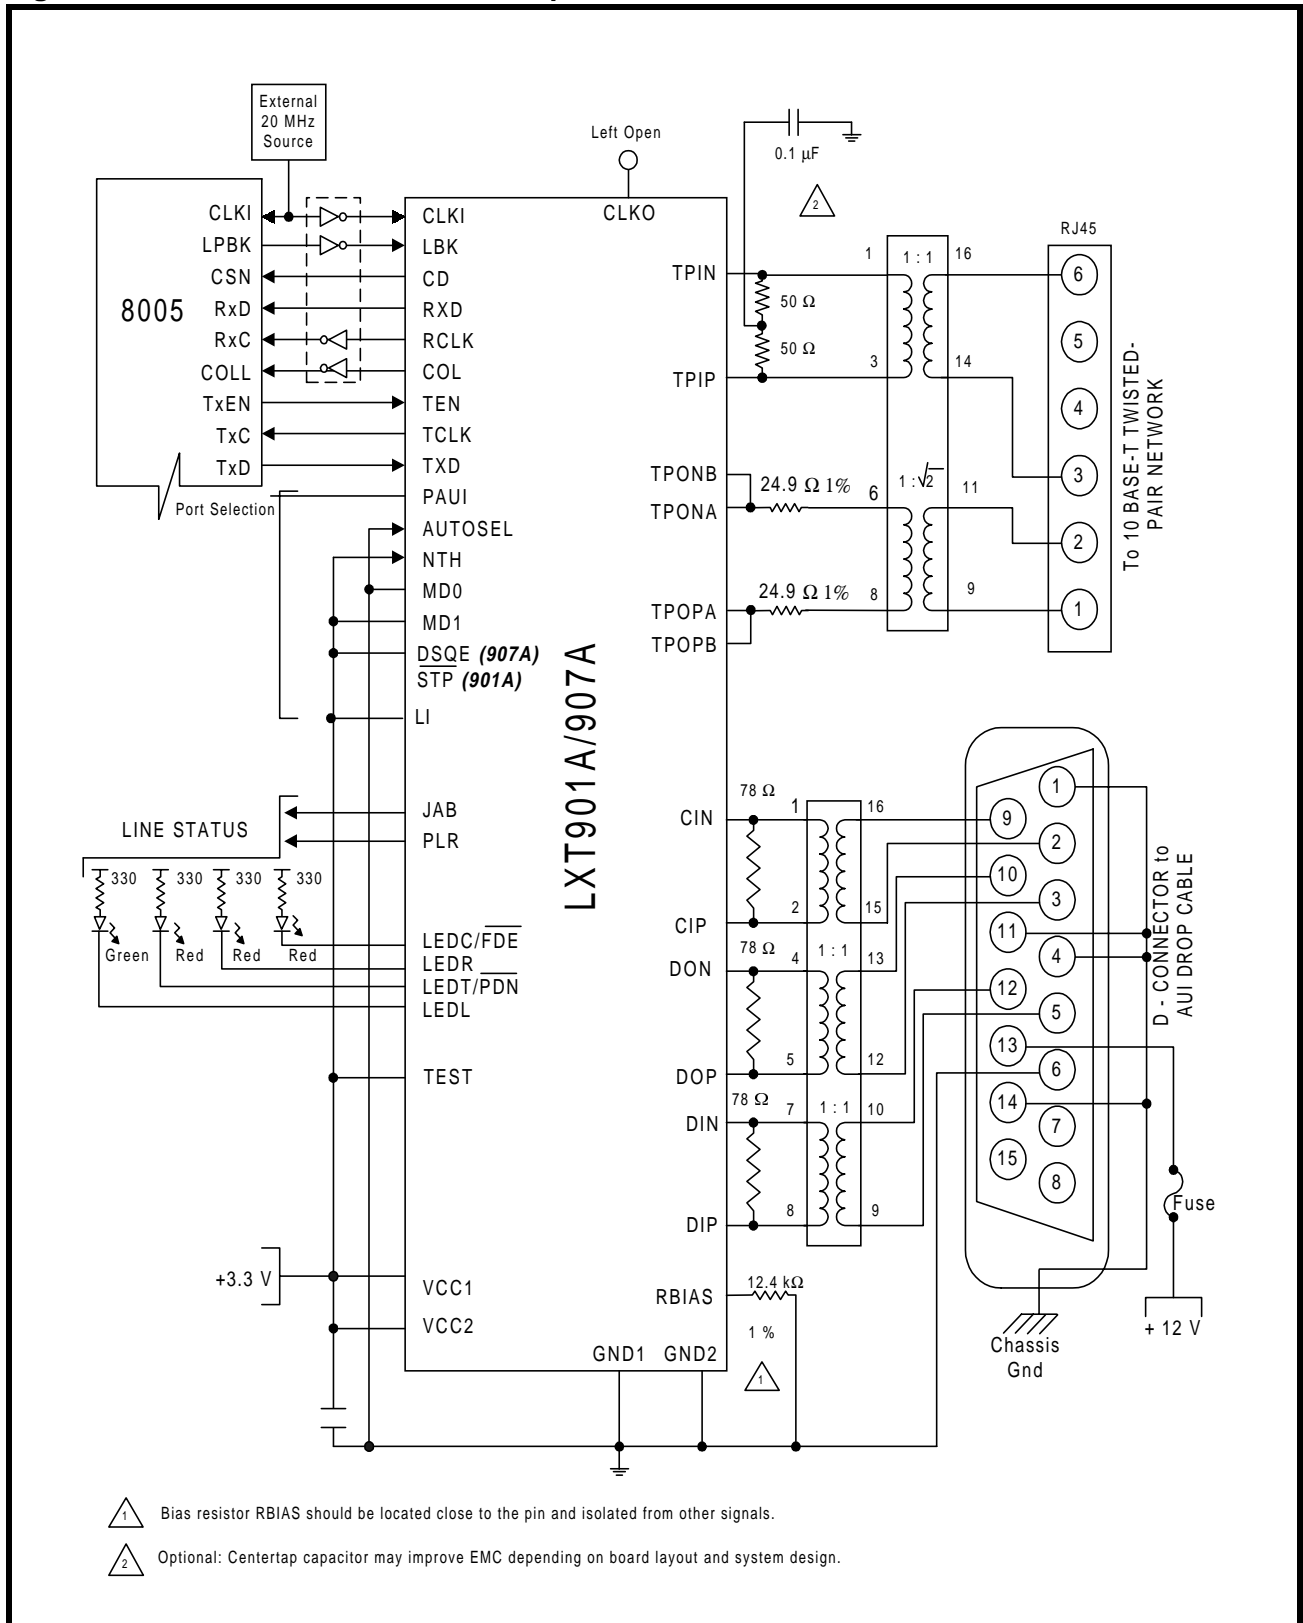 External
20 MHz
Source
Left Open
0.1 µF
2
8005
CLKI
LPBK
CSN
RxD
RxC
COLL
TxEN
TxC
TxD
Port Selection
CLKO
CLKI
LBK
CD
RXD
RCLK
COL
TEN
TCLK
TXD
PAUI
AUTOSEL
NTH
MD0
MD1
DSQE (907A)
STP (901A)
LI
JAB
PLR
LEDC/FDE
LEDR
LEDT/PDN
LEDL
TEST
VCC1
VCC2
GND1 GND2
LXT901A/907A
TPIN
TPIP
TPONB
TPONA
TPOPA
TPOPB
CIN
CIP
DON
DOP
DIN
DIP
RBIAS
50 Ω
50 Ω
24.9 Ω 1%
24.9 Ω 1%
1 1 : 1 16
3 14
6 1 : √2 11
8 9
RJ45
6
5
4
3
2
1
To 10 BASE-T TWISTED-
PAIR NETWORK
LINE STATUS
330 330 330 330
Green Red Red Red
78 Ω
1 16
2 15
78 Ω
4 1 : 1 13
5 12
78 Ω
7 1 : 1 10
8 9
1
9
2
10
3
11
4
12
5
13
6
14
7
15
8
D - CONNECTOR to
AUI DROP CABLE
Fuse
+ 12 V
Chassis
Gnd
+3.3 V
12.4 kΩ
1 %
1
1 Bias resistor RBIAS should be located close to the pin and isolated from other signals.
2 Optional: Centertap capacitor may improve EMC depending on board layout and system design.